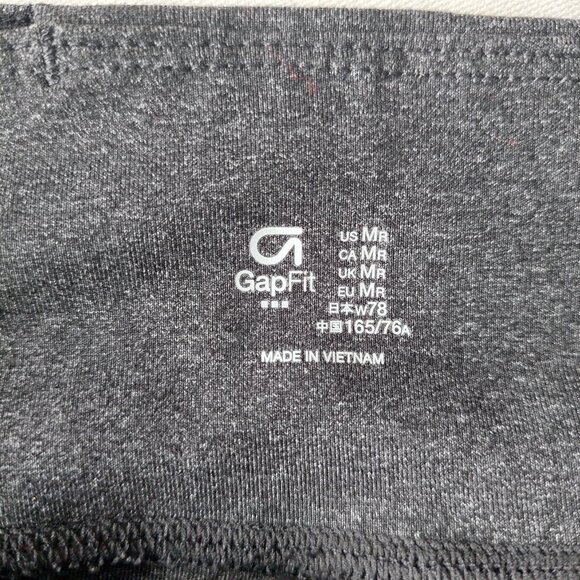 GapFit
US MR
CA MR
UK MR
EU MR
日本W78
中国165/76A
MADE IN VIETNAM